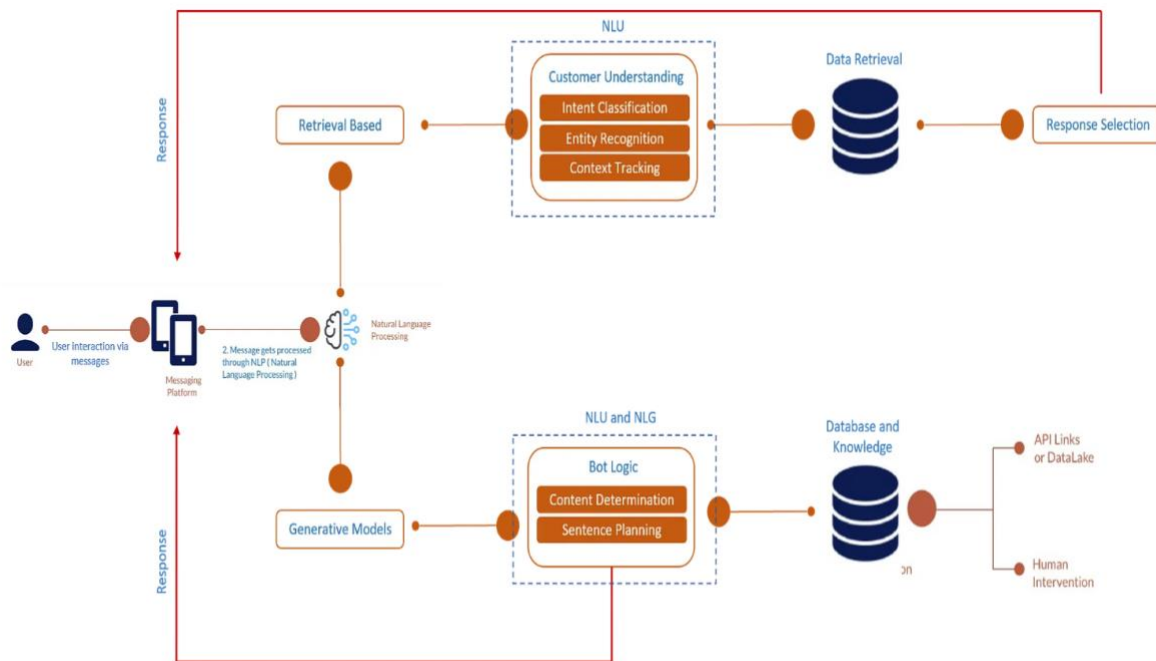 NLU
Customer Understanding
Intent Classification
Entity Recognition
Context Tracking
Data Retrieval
Retrieval Based
Response Selection
Response
User
User interaction via
messages
Messaging
Platform
2. Message gets processed
through NLP ( Natural
Language Processing )
Natural Language
Processing
NLU and NLG
Bot Logic
Content Determination
Sentence Planning
Database and
Knowledge
API Links
or DataLake
Generative Models
Response
on
Human
Intervention